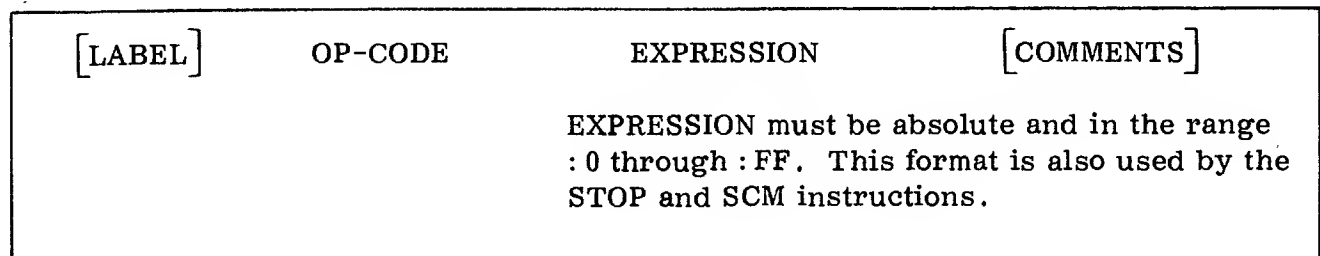 [LABEL] OP-CODE EXPRESSION [COMMENTS]
EXPRESSION must be absolute and in the range
: 0 through : FF. This format is also used by the
STOP and SCM instructions.